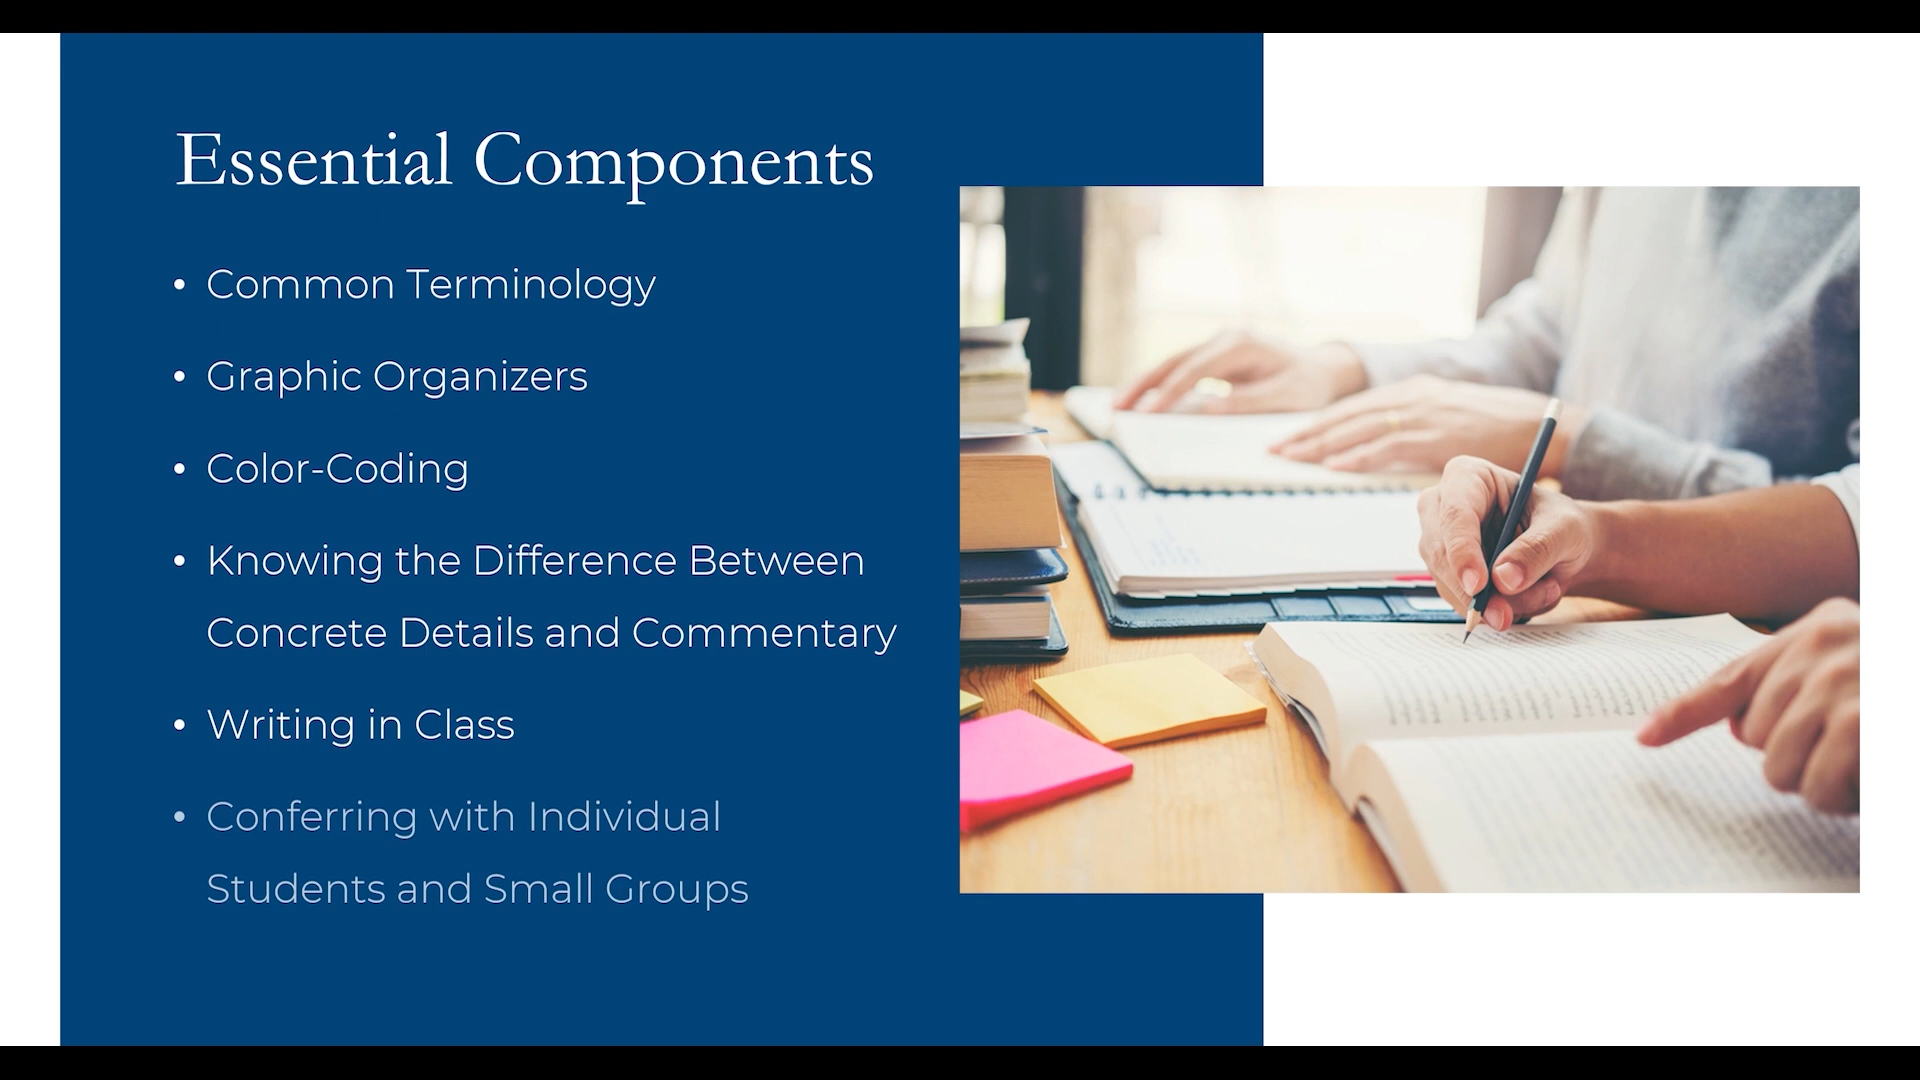 Essential Components
• Common Terminology
• Graphic Organizers
• Color-Coding
• Knowing the Difference Between
Concrete Details and Commentary
• Writing in Class
• Conferring with Individual
Students and Small Groups